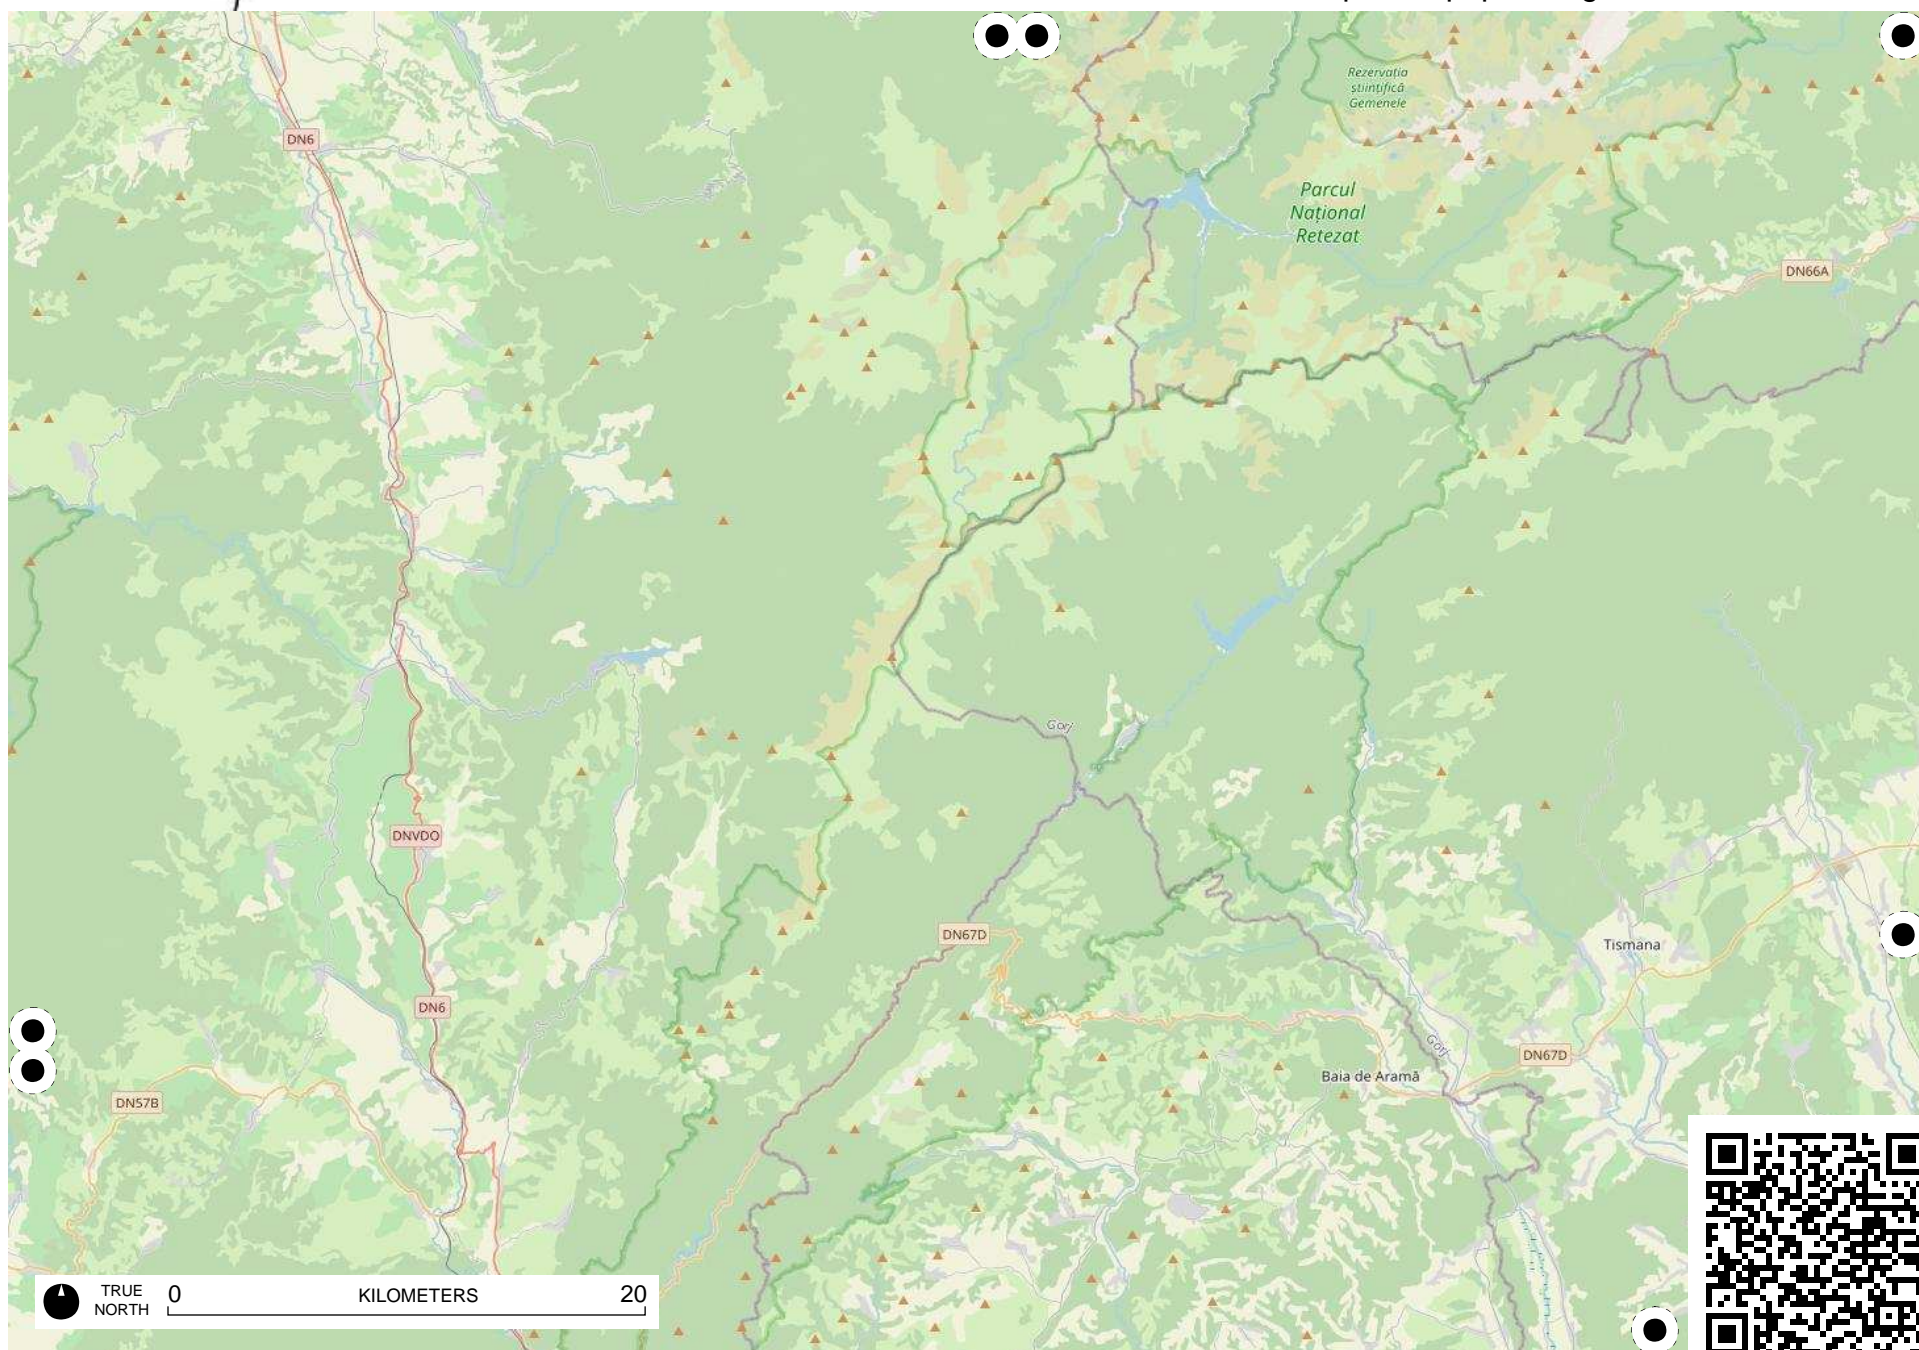 DN6
Rezervația
științifică
Gemenele
Parcul
Național
Retezat
DN66A
Gorj
DNVDO
DN67D
Tismana
DN6
Gorj
DN67D
Baia de Aramă
DN57B
TRUE
NORTH
0
KILOMETERS
20